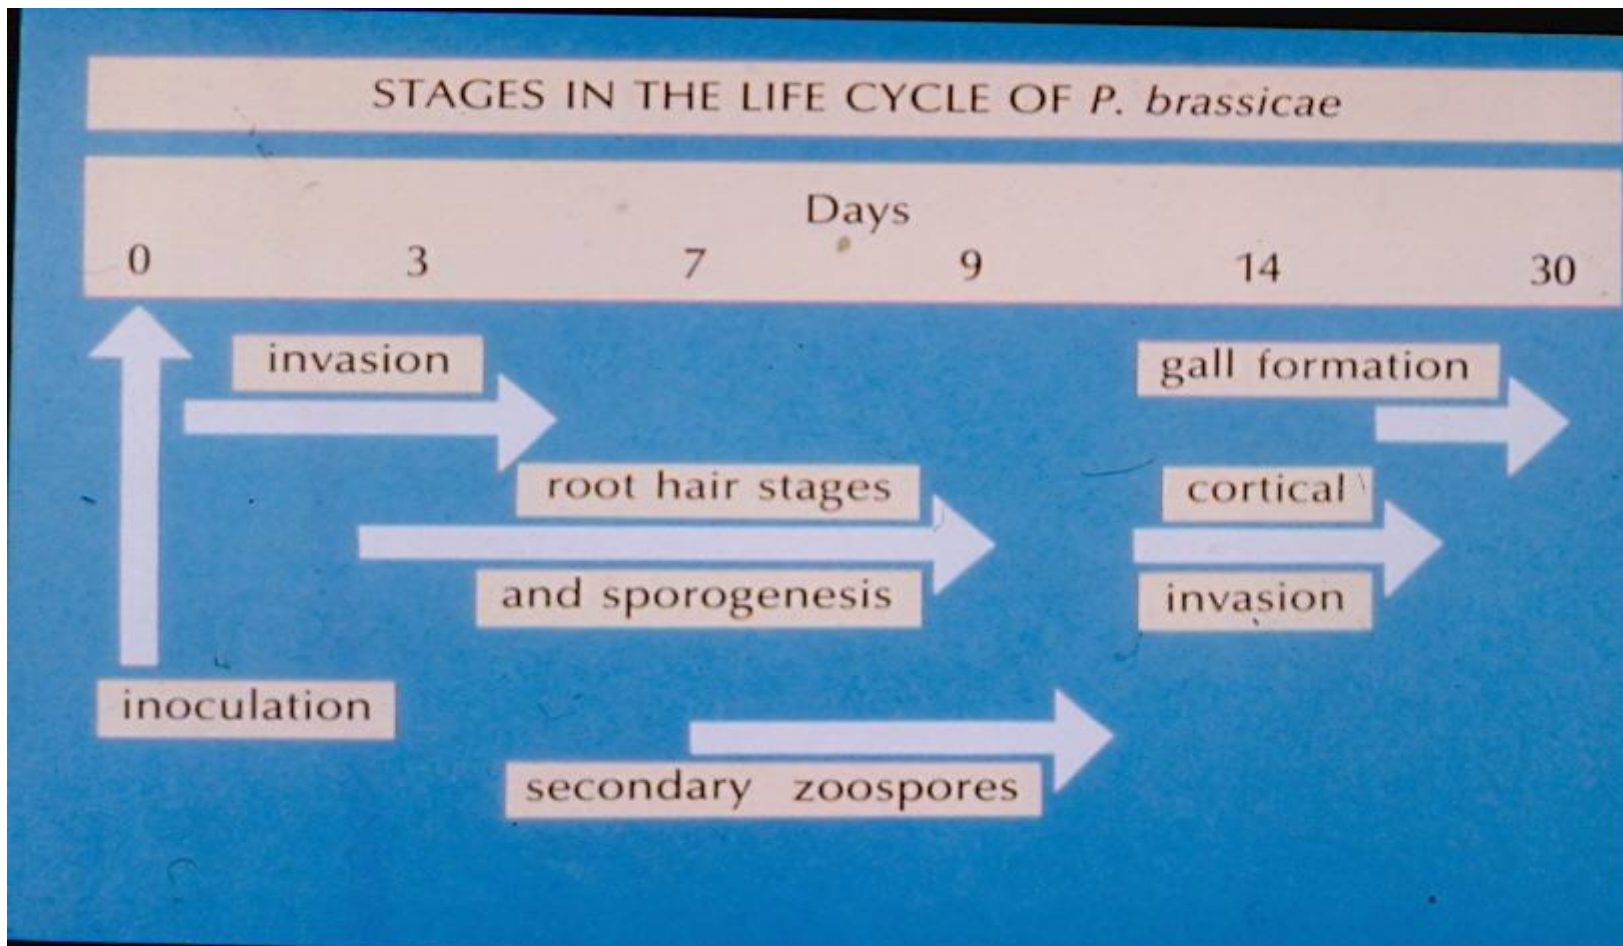 STAGES IN THE LIFE CYCLE OF P. brassicae
Days
0 3 7 9 14 30
invasion
gall formation
root hair stages
cortical
and sporogenesis
invasion
inoculation
secondary zoospores